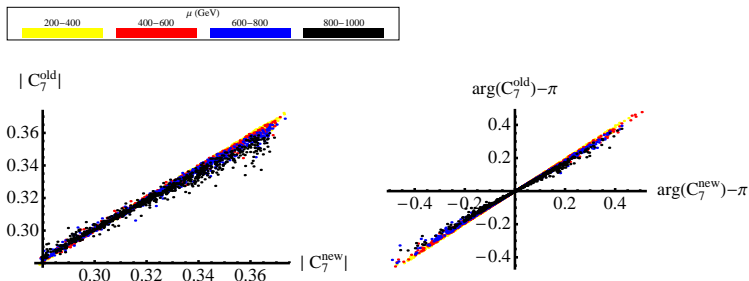 μ (GeV)
200−400 400−600 600−800 800−1000
| C₇ᵒˡᵈ|
0.36
0.34
0.32
0.30
0.30 0.32 0.34 0.36
| C₇ⁿᵉʷ|
arg(C₇ᵒˡᵈ)−π
0.4
0.2
−0.4 −0.2 0.2 0.4
arg(C₇ⁿᵉʷ)−π
−0.2
−0.4